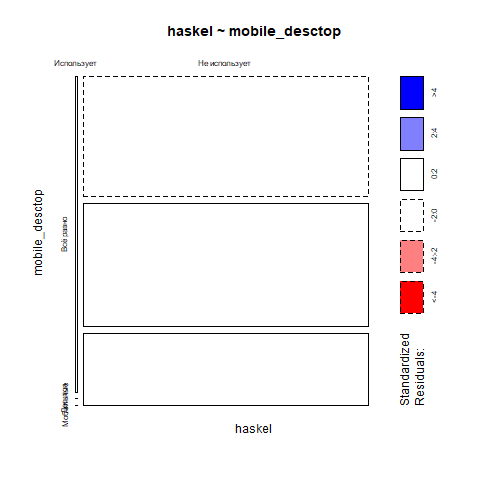 haskel ~ mobile_desctop
Использует
Не использует
mobile_desctop
Всё равно
haskel
>4
2:4
0:2
-2:0
-4:-2
<-4
Standardized
Residuals: